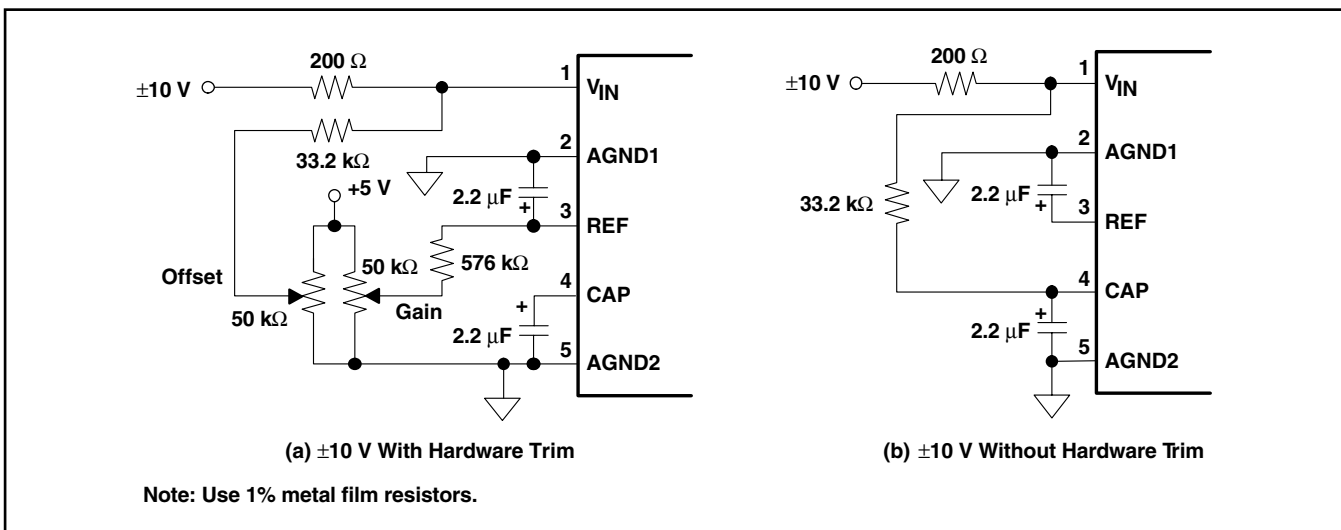 200 Ω
±10 V
1
VIN
33.2 kΩ
2
AGND1
+5 V
2.2 µF
+
3
REF
576 kΩ
50 kΩ
Offset
50 kΩ
Gain
4
CAP
+
2.2 µF
5
AGND2
(a) ±10 V With Hardware Trim
200 Ω
±10 V
1
VIN
2
AGND1
33.2 kΩ
2.2 µF
+
3
REF
4
CAP
+
2.2 µF
5
AGND2
(b) ±10 V Without Hardware Trim
Note: Use 1% metal film resistors.